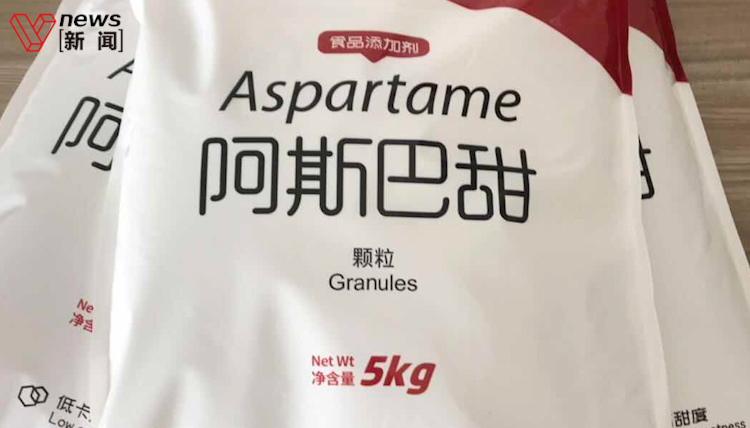 news
[新闻]
食品添加剂
Aspartame
阿斯巴甜
颗粒
Granules
Net Wt
净含量 5kg
Ne
净含
低卡
Low
甜度
etness